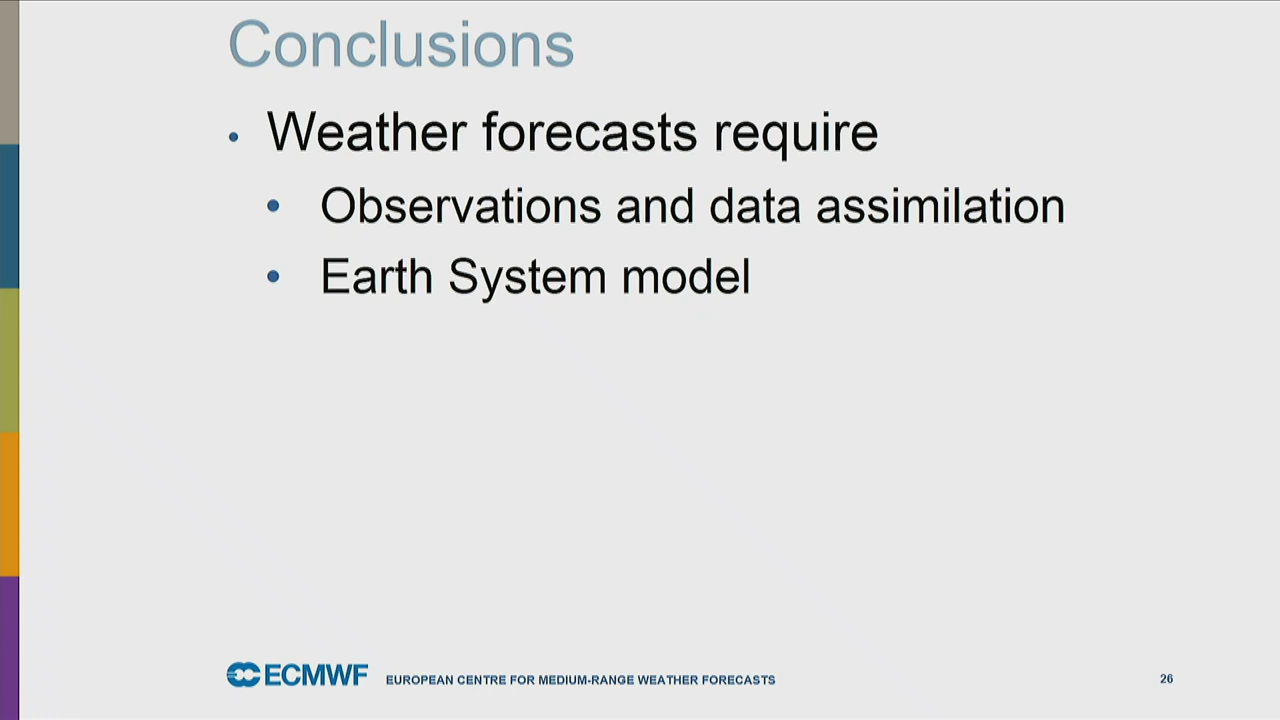 Conclusions
• Weather forecasts require
• Observations and data assimilation
• Earth System model
ECMWF EUROPEAN CENTRE FOR MEDIUM-RANGE WEATHER FORECASTS 26